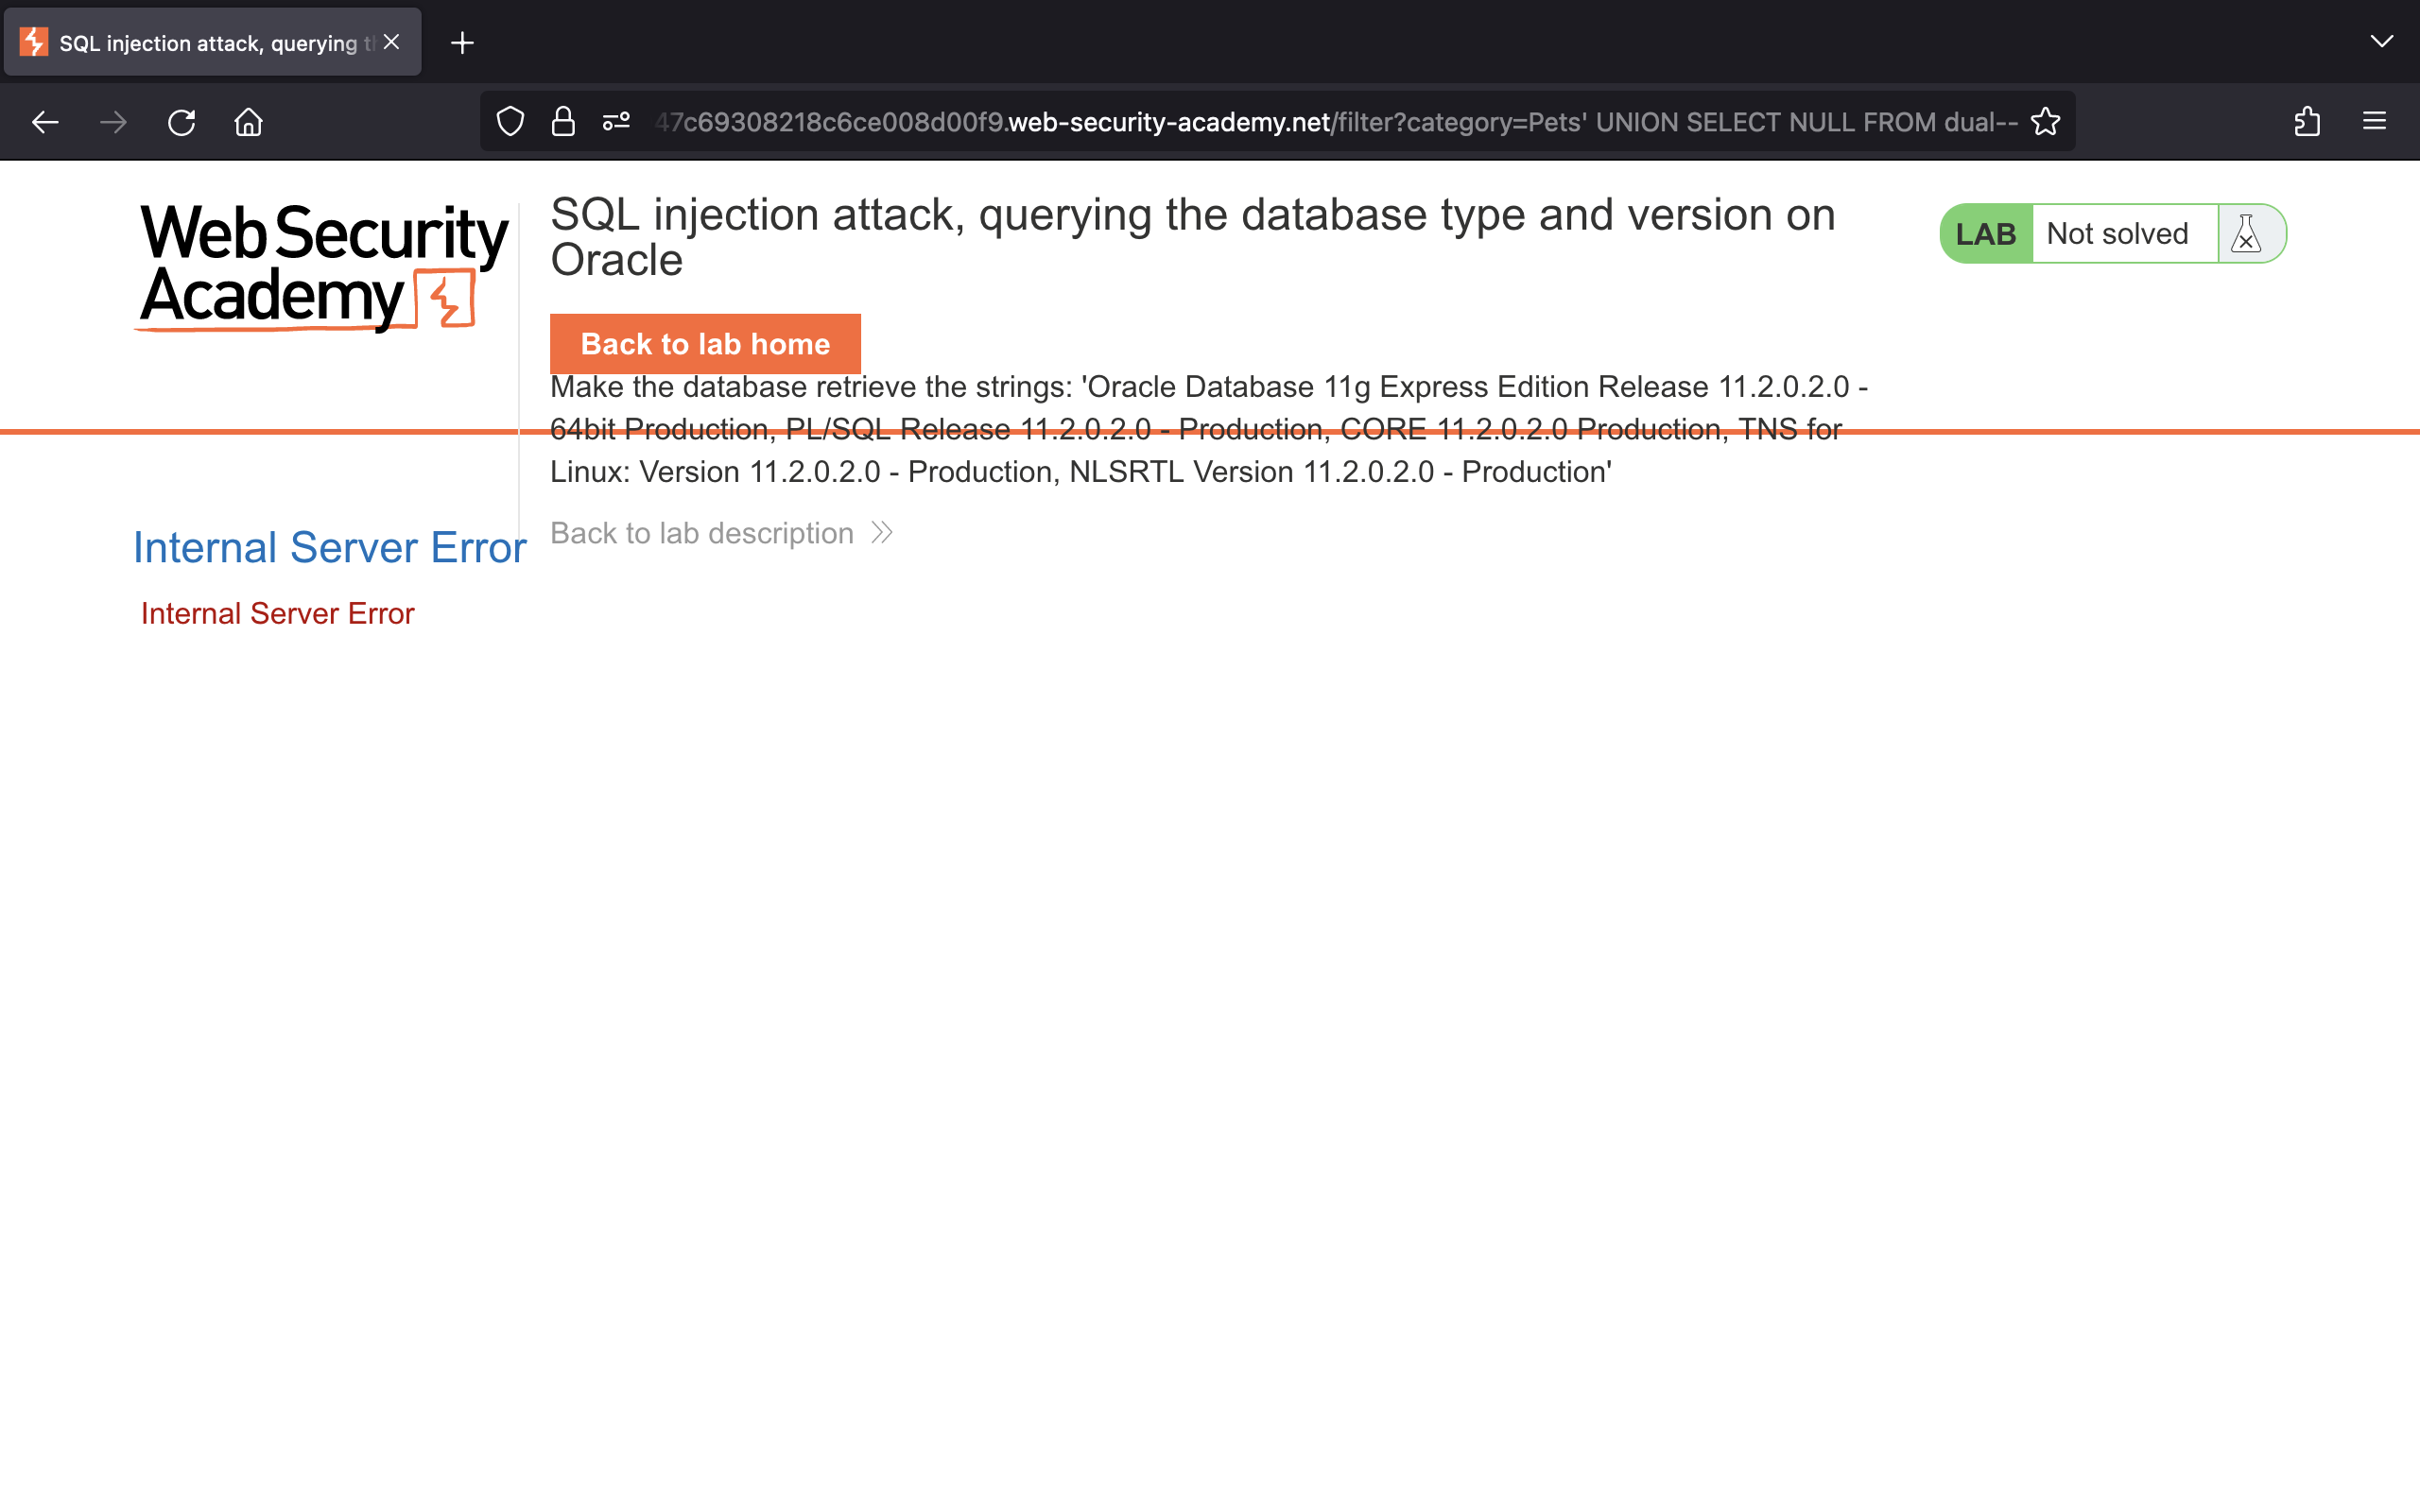 SQL injection attack, querying t
47c69308218c6ce008d00f9.web-security-academy.net/filter?category=Pets' UNION SELECT NULL FROM dual--
Web Security
Academy
SQL injection attack, querying the database type and version on
Oracle
LAB Not solved
Back to lab home
Make the database retrieve the strings: 'Oracle Database 11g Express Edition Release 11.2.0.2.0 -
64bit Production, PL/SQL Release 11.2.0.2.0 - Production, CORE 11.2.0.2.0 Production, TNS for
Linux: Version 11.2.0.2.0 - Production, NLSRTL Version 11.2.0.2.0 - Production'
Back to lab description
Internal Server Error
Internal Server Error